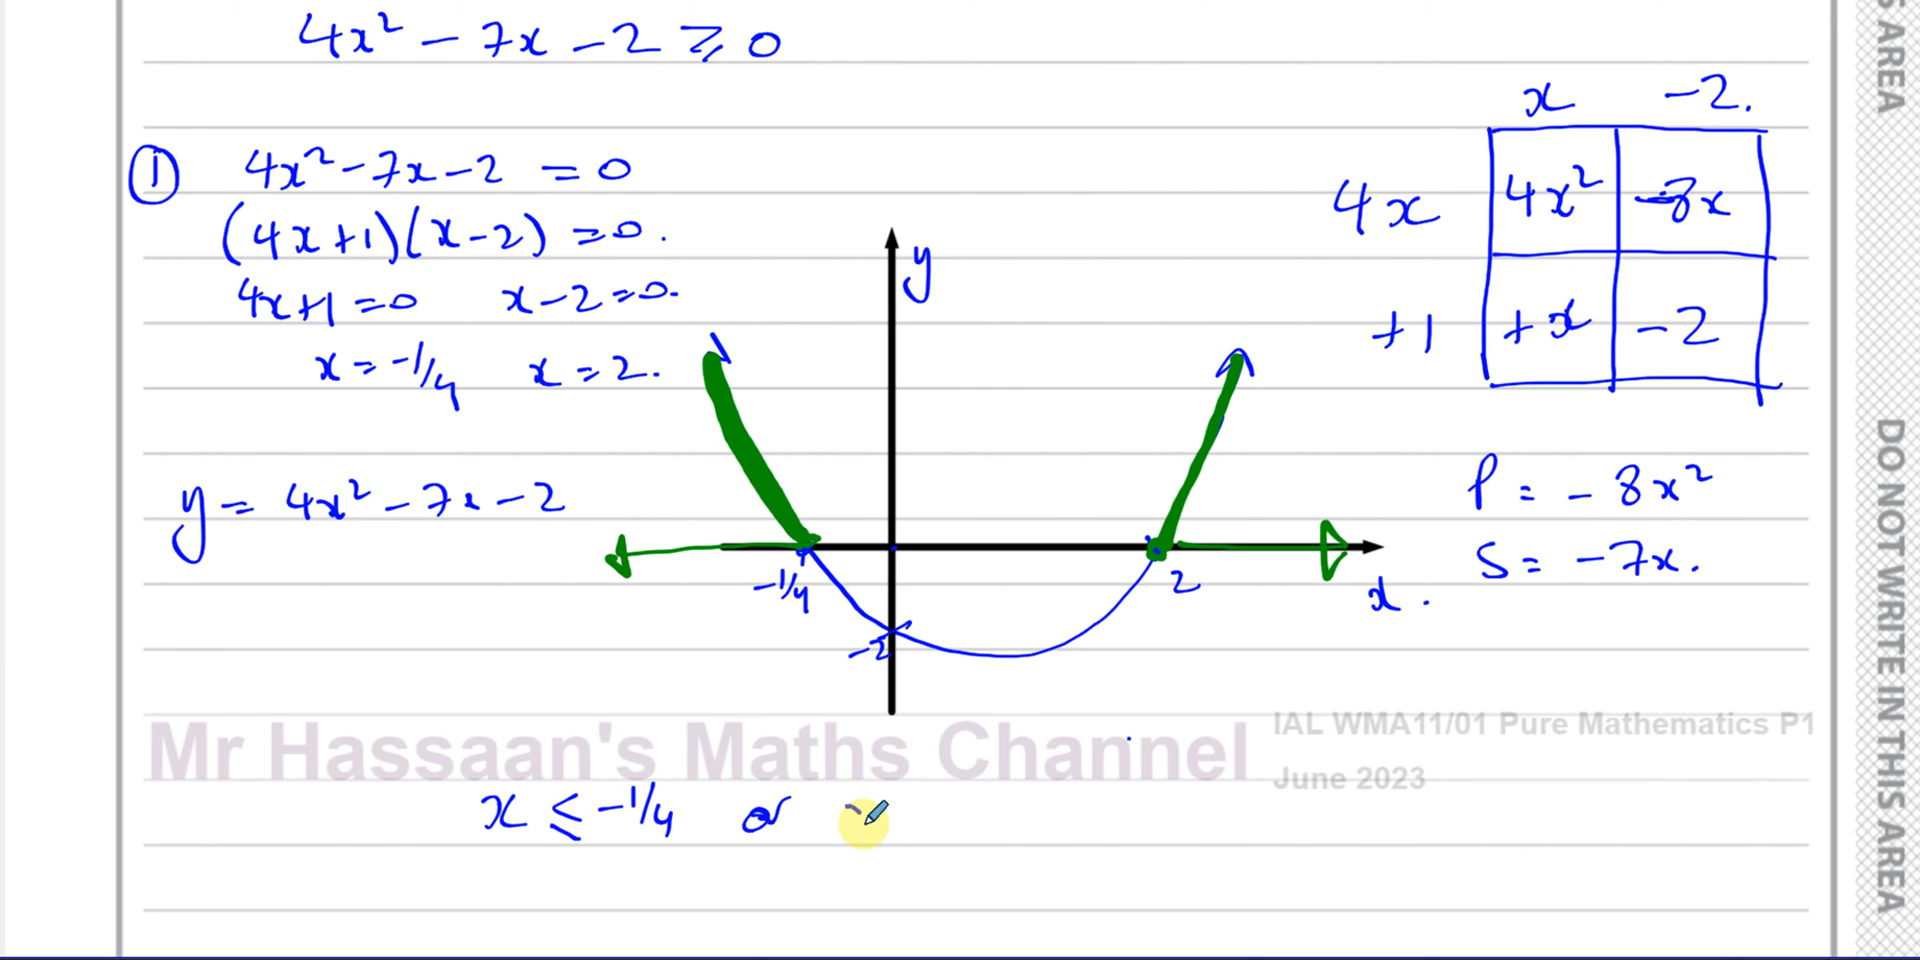 4x² - 7x - 2 ≥ 0
① 4x² - 7x - 2 = 0
(4x+1)(x-2) = 0.
4x+1 = 0 x-2 = 0.
x = -1/4 x = 2.
y = 4x² - 7x - 2
y
-1/4
2
-2
x.
x -2.
4x 4x² -8x
+1 +x -2
P = -8x²
S = -7x.
Mr Hassaan's Maths Channel
IAL WMA11/01 Pure Mathematics P1
June 2023
x ≤ -1/4 or
S AREA
DO NOT WRITE IN THIS AREA